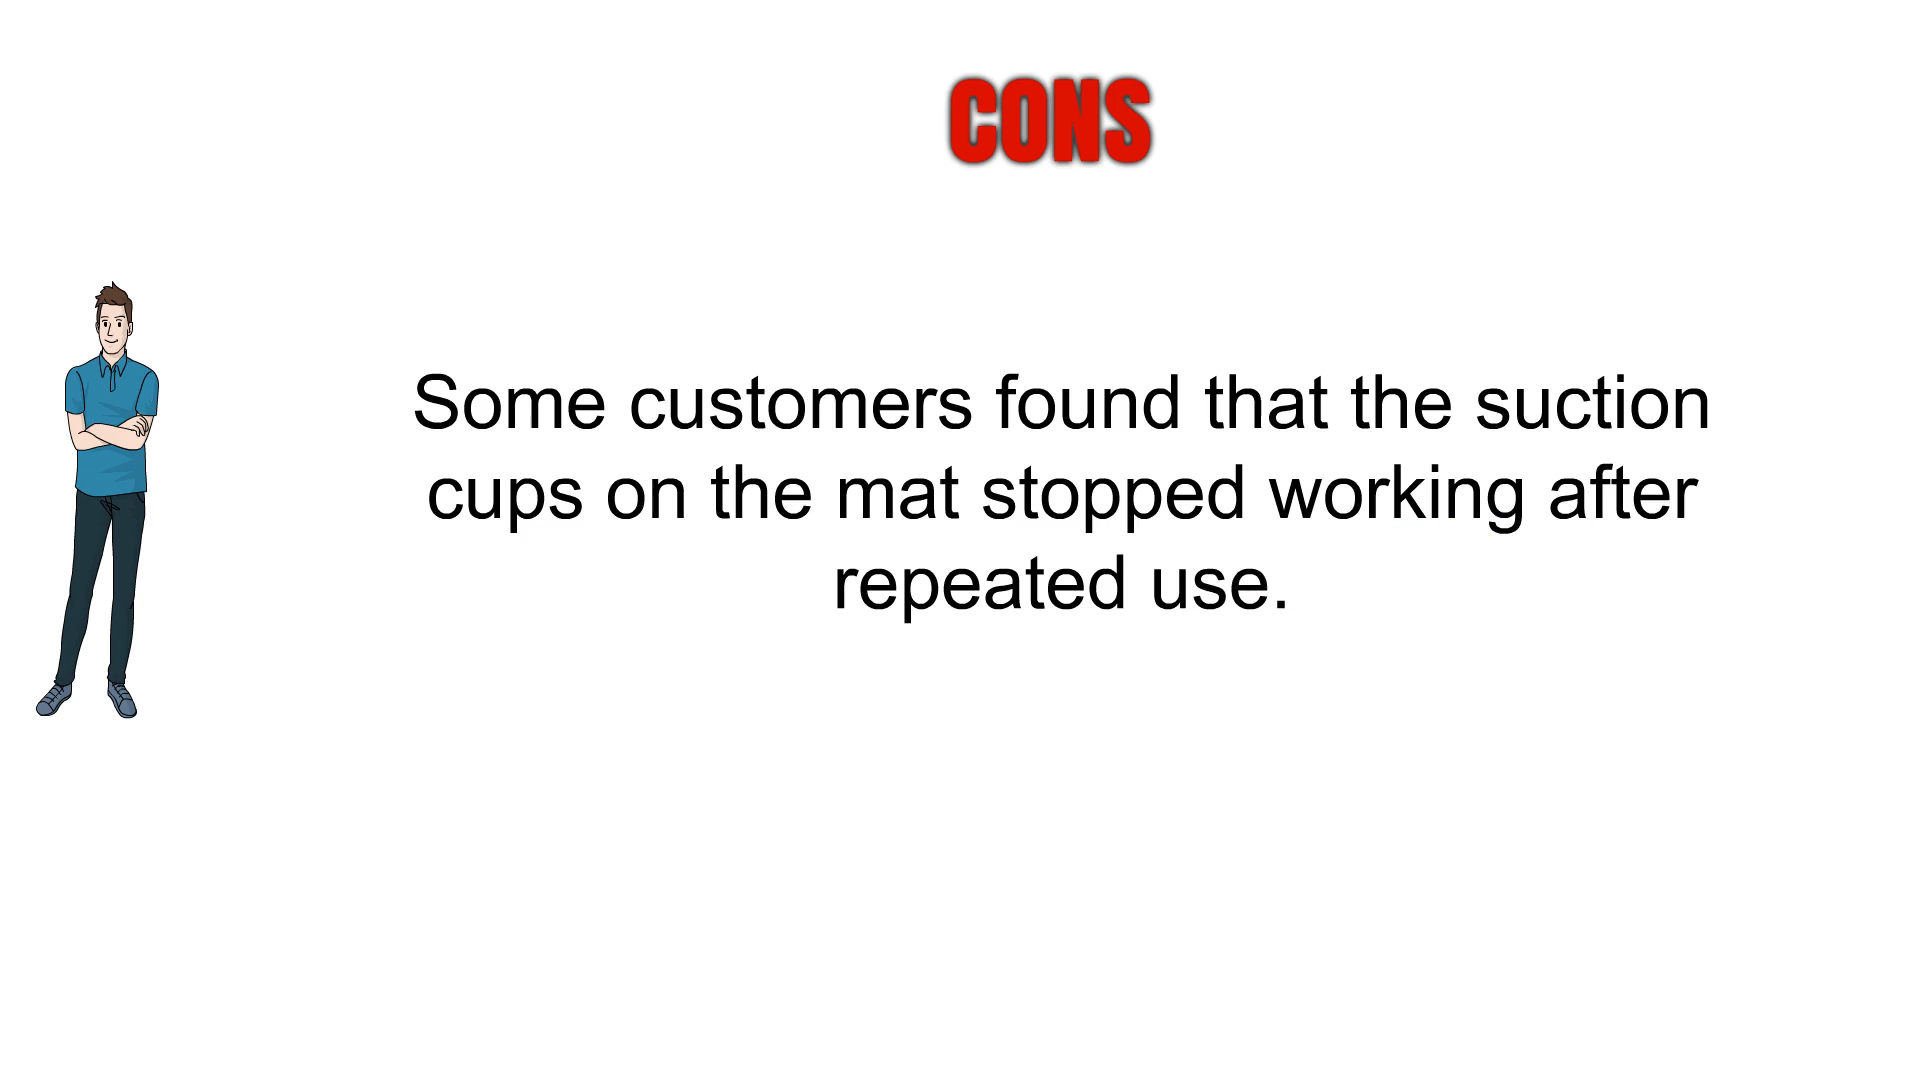 CONS
Some customers found that the suction
cups on the mat stopped working after
repeated use.